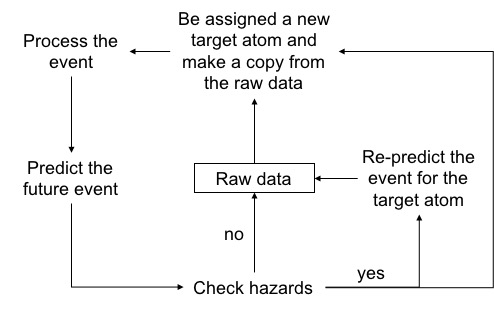 Be assigned a new
target atom and
make a copy from
the raw data
Process the
event
Predict the
future event
Raw data
Re-predict the
event for the
target atom
no
yes
Check hazards